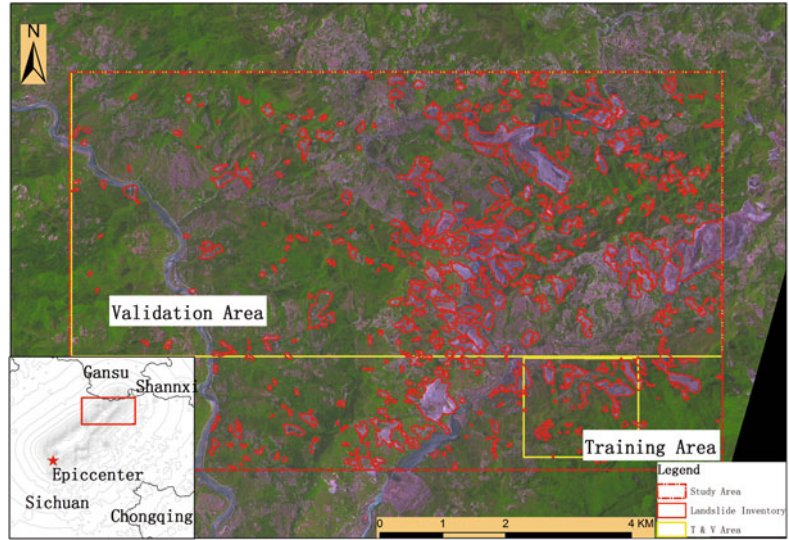 N
Validation Area
Training Area
Gansu
Shannxi
Epiccenter
Sichuan
Chongqing
0 1 2 4 KM
Legend
Study Area
Landslide Inventory
T & V Area